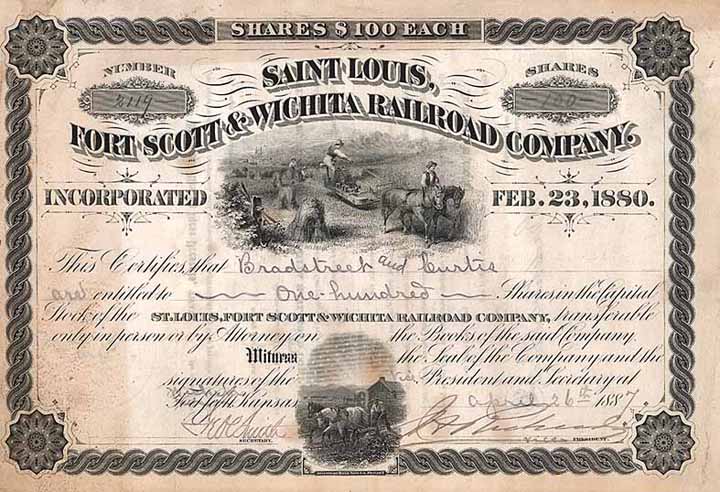 SHARES $100 EACH
NUMBER
2119
SHARES
100
SAINT LOUIS,
FORT SCOTT & WICHITA RAILROAD COMPANY.
INCORPORATED FEB. 23, 1880.
This Certifies that Bradstreet and Curtis
are entitled to One hundred Shares in the Capital
Stock of the ST. LOUIS, FORT SCOTT & WICHITA RAILROAD COMPANY, transferable
only in person or by Attorney on the Books of the said Company.
Witness the Seal of the Company and the
signatures of the Vice President and Secretary at
Kansas April 26th 1887
SECRETARY.
Vice PRESIDENT.